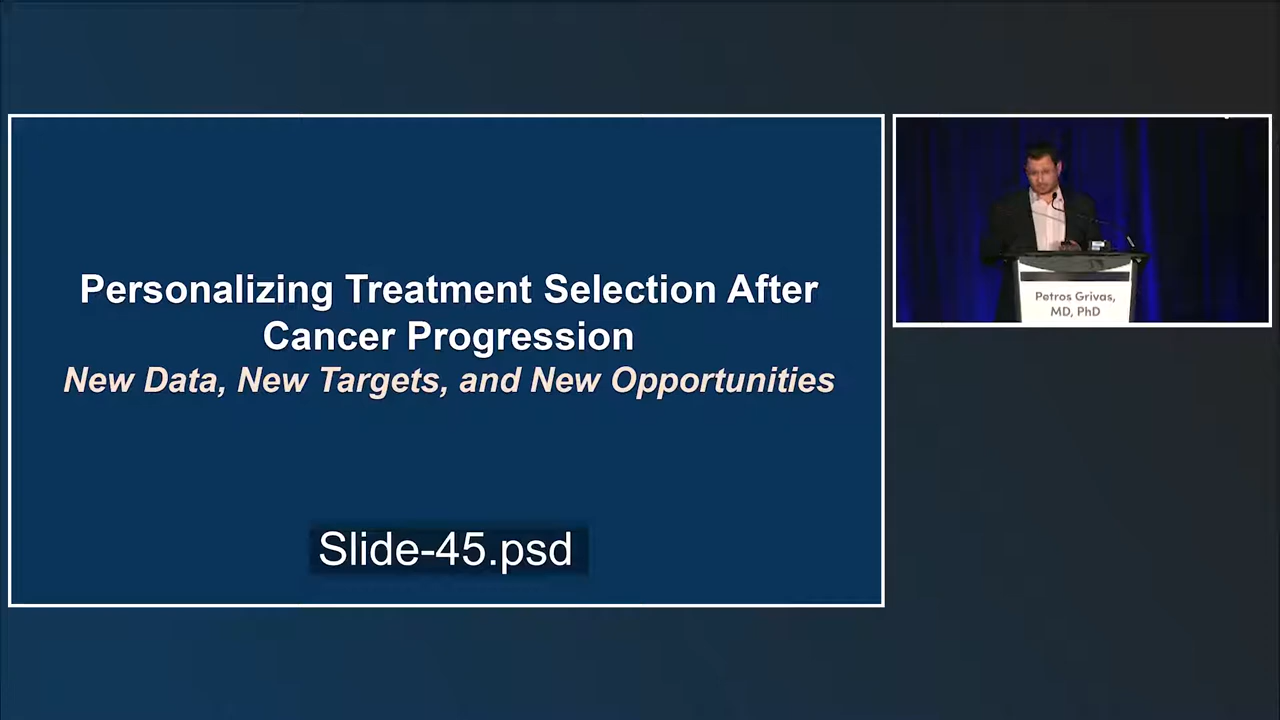 Personalizing Treatment Selection After
Cancer Progression
New Data, New Targets, and New Opportunities
Slide-45.psd
Petros Grivas,
MD, PhD